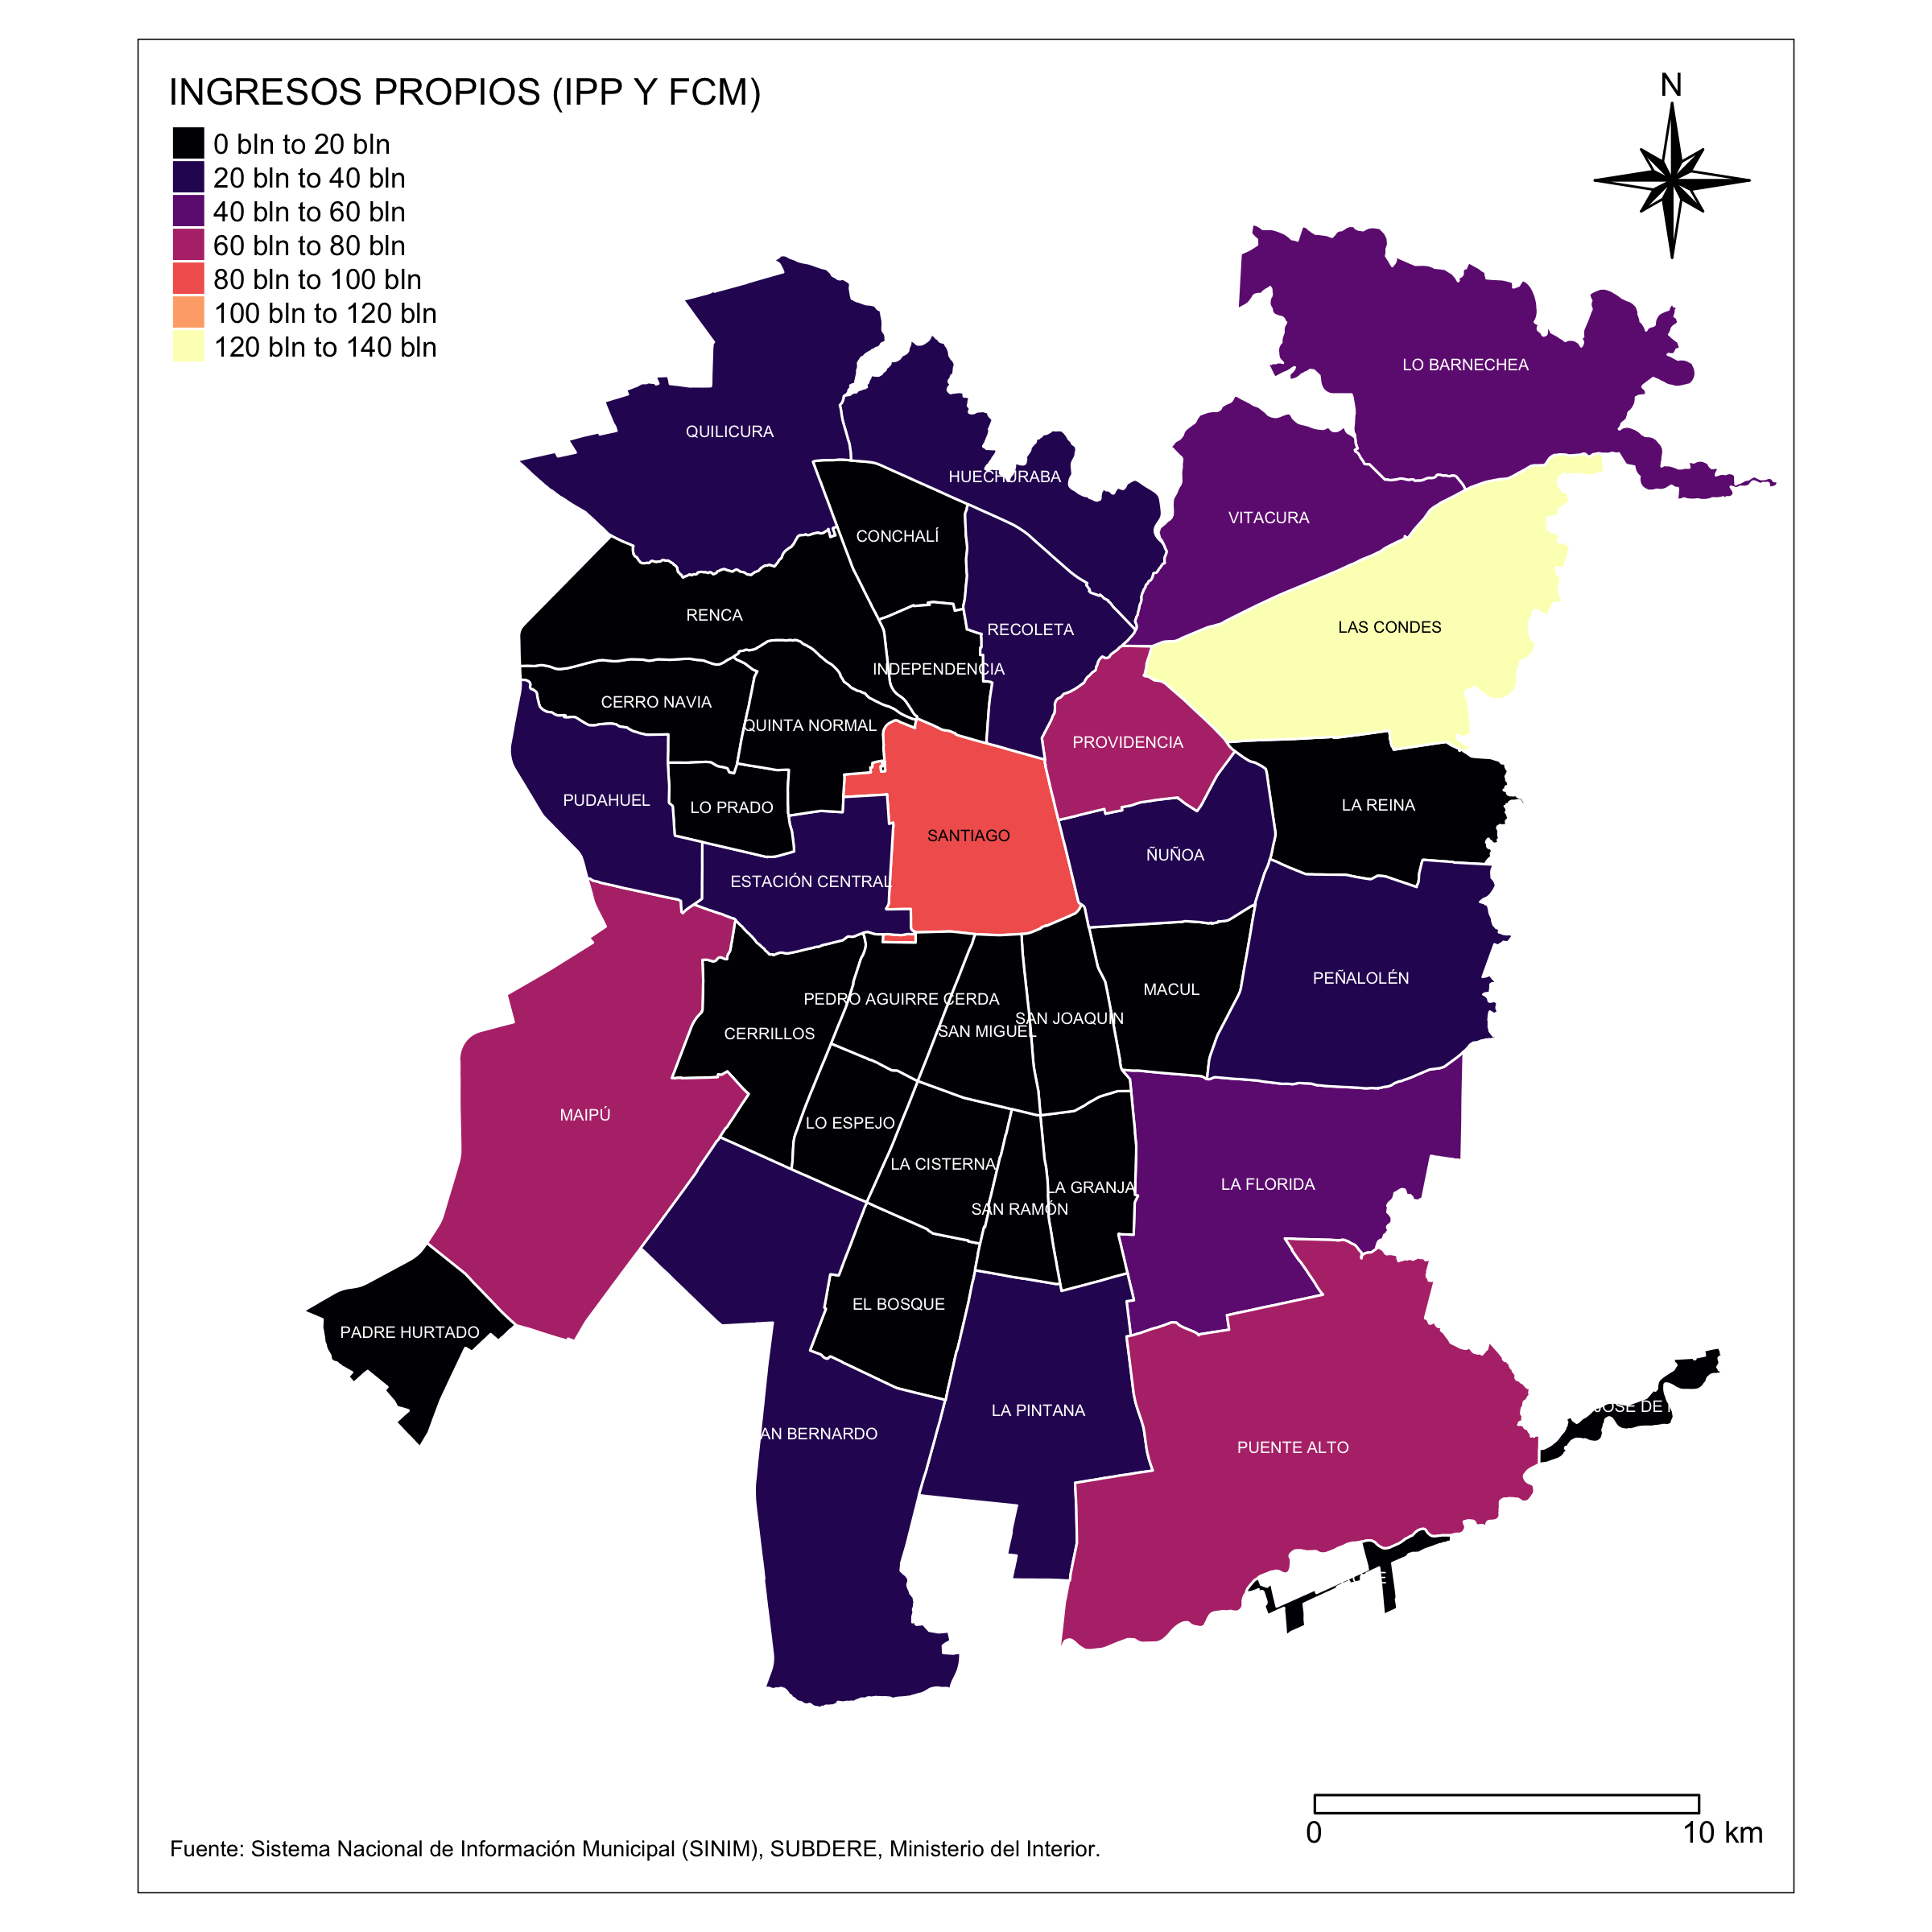 INGRESOS PROPIOS (IPP Y FCM)
0 bln to 20 bln
20 bln to 40 bln
40 bln to 60 bln
60 bln to 80 bln
80 bln to 100 bln
100 bln to 120 bln
120 bln to 140 bln
N
LO BARNECHEA
QUILICURA
HUECHURABA
VITACURA
CONCHALÍ
RENCA
RECOLETA
LAS CONDES
INDEPENDENCIA
CERRO NAVIA
QUINTA NORMAL
PROVIDENCIA
PUDAHUEL
LO PRADO
LA REINA
SANTIAGO
ÑUÑOA
ESTACIÓN CENTRAL
PEÑALOLÉN
MACUL
PEDRO AGUIRRE CERDA
SAN JOAQUÍN
SAN MIGUEL
CERRILLOS
MAIPÚ
LO ESPEJO
LA CISTERNA
LA GRANJA
LA FLORIDA
SAN RAMÓN
EL BOSQUE
PADRE HURTADO
JOSE DE
LA PINTANA
AN BERNARDO
PUENTE ALTO
Fuente: Sistema Nacional de Información Municipal (SINIM), SUBDERE, Ministerio del Interior.
0
10 km